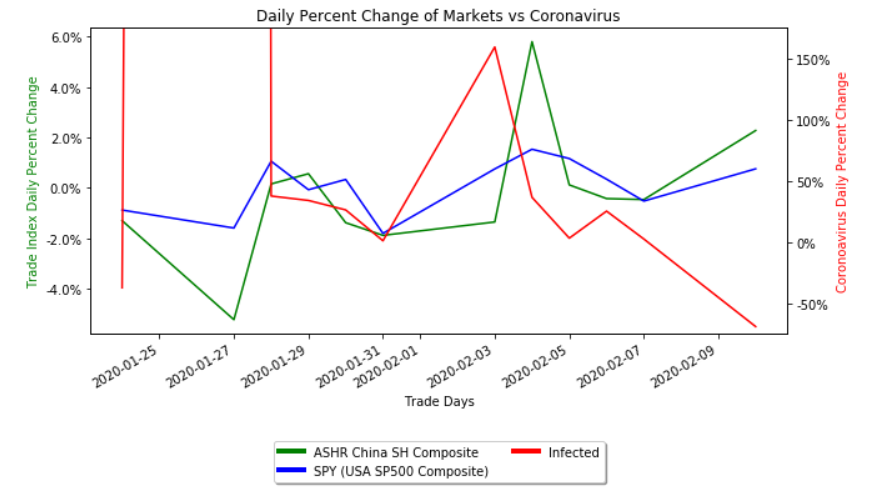 Daily Percent Change of Markets vs Coronavirus
6.0%
4.0%
2.0%
0.0%
-2.0%
-4.0%
Trade Index Daily Percent Change
150%
100%
50%
0%
-50%
Coronoavirus Daily Percent Change
2020-01-25
2020-01-27
2020-01-29
2020-01-31
2020-02-01
2020-02-03
2020-02-05
2020-02-07
2020-02-09
Trade Days
ASHR China SH Composite
SPY (USA SP500 Composite)
Infected